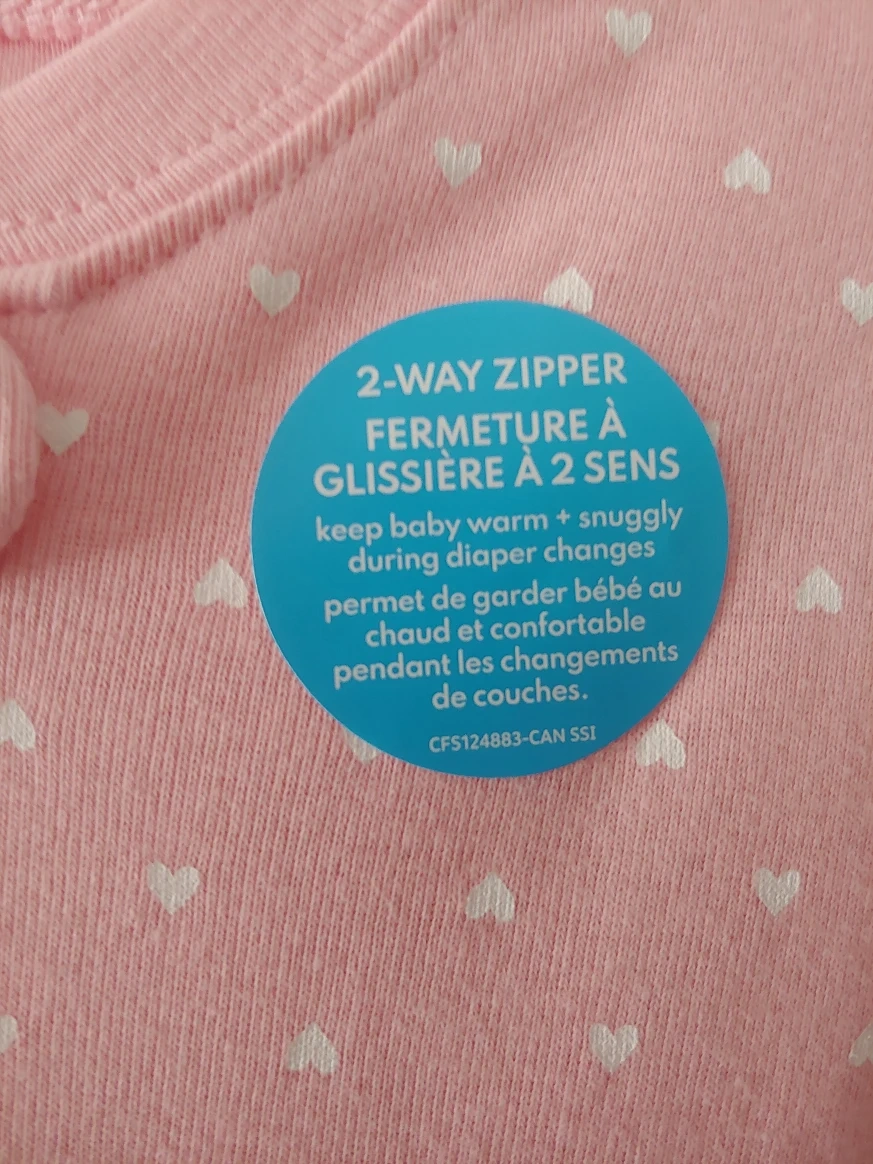 2-WAY ZIPPER
FERMETURE À
GLISSIÈRE À 2 SENS
keep baby warm + snuggly
during diaper changes
permet de garder bébé au
chaud et confortable
pendant les changements
de couches.
CFS124883-CAN SSI